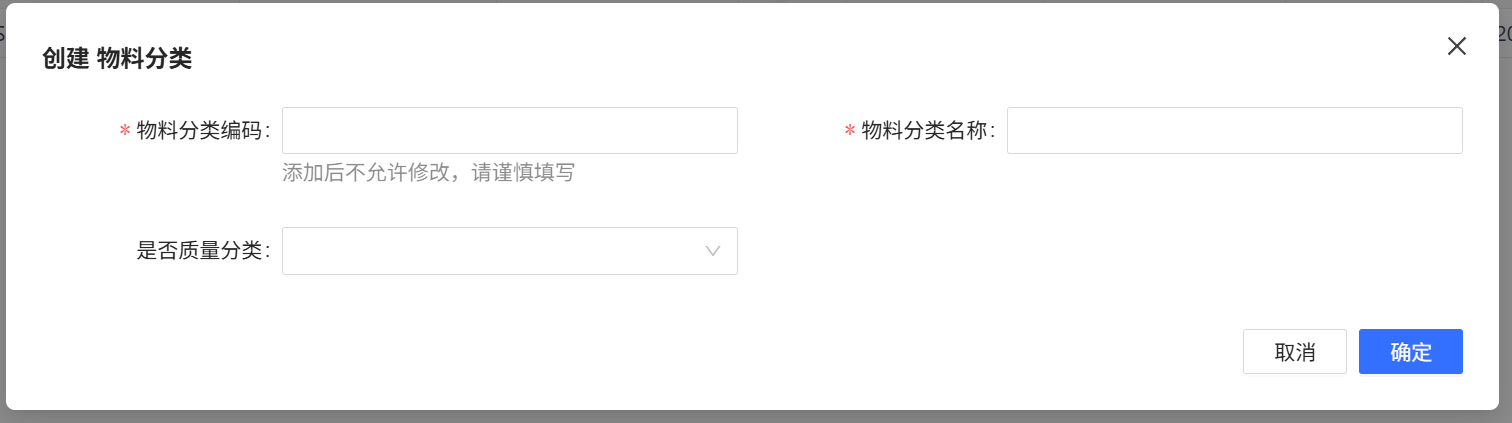 创建 物料分类
* 物料分类编码:
添加后不允许修改，请谨慎填写
* 物料分类名称:
是否质量分类:
取消
确定